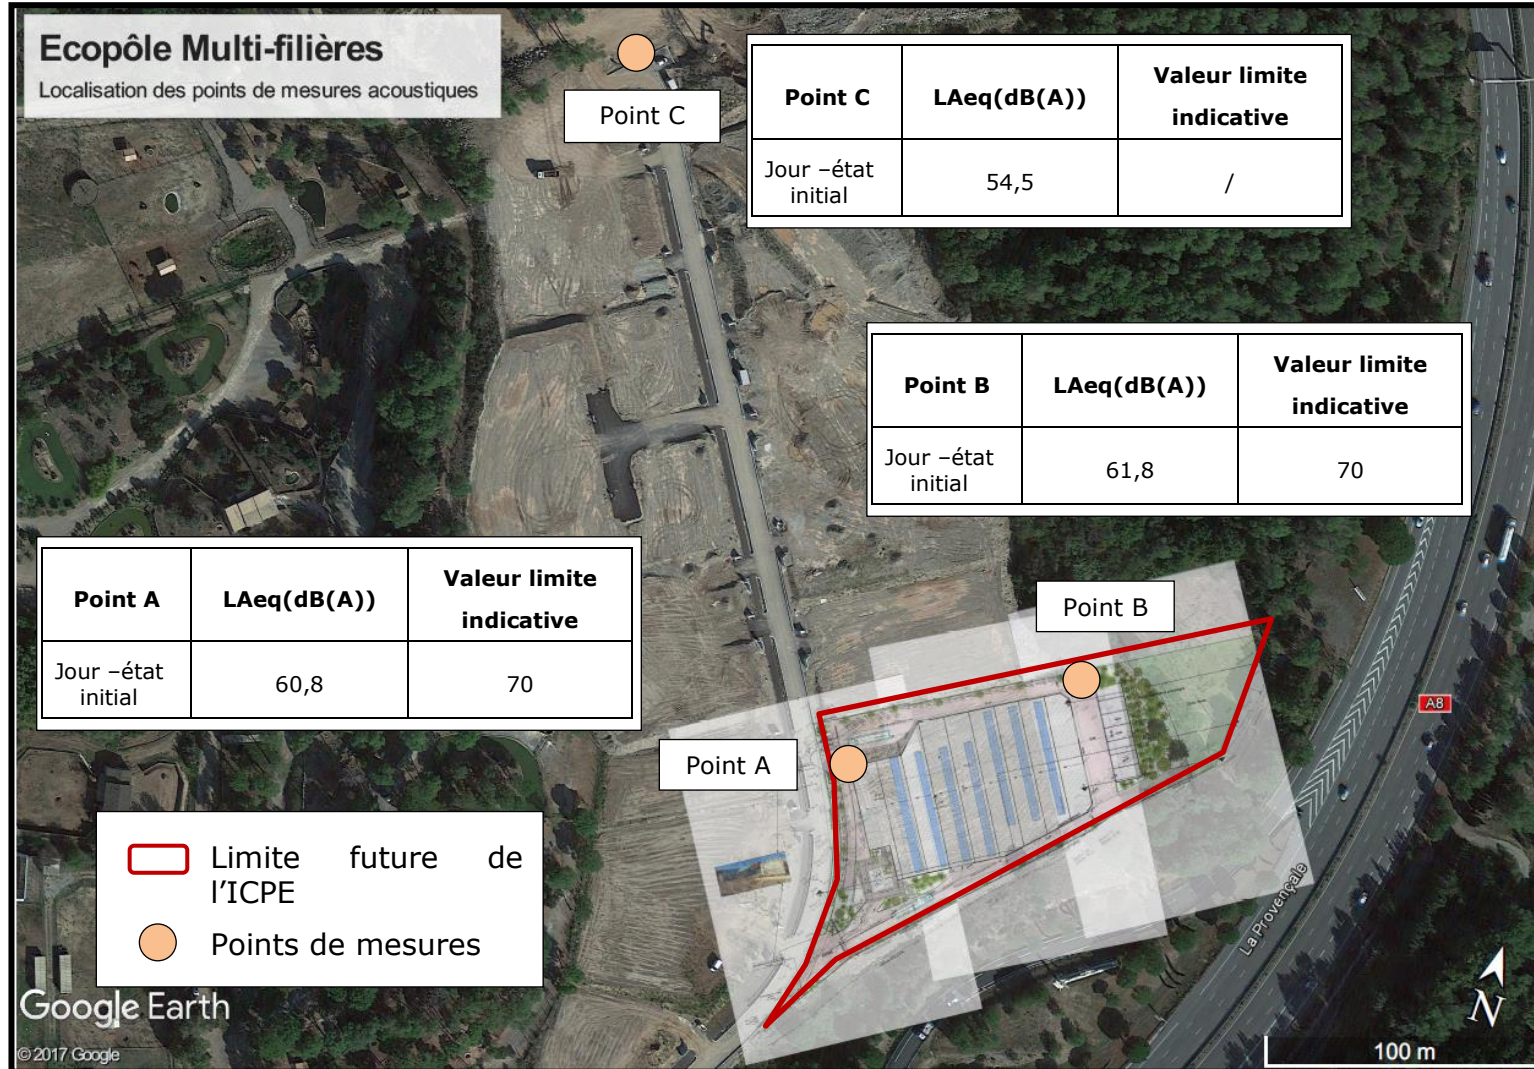 Ecopôle Multi-filières
Localisation des points de mesures acoustiques
Point C
Point C LAeq(dB(A)) Valeur limite indicative
Jour –état initial 54,5 /
Point B LAeq(dB(A)) Valeur limite indicative
Jour –état initial 61,8 70
Point A LAeq(dB(A)) Valeur limite indicative
Jour –état initial 60,8 70
Point B
Point A
A8
La Provençale
Limite future de
l’ICPE
Points de mesures
Google Earth
© 2017 Google
N
100 m